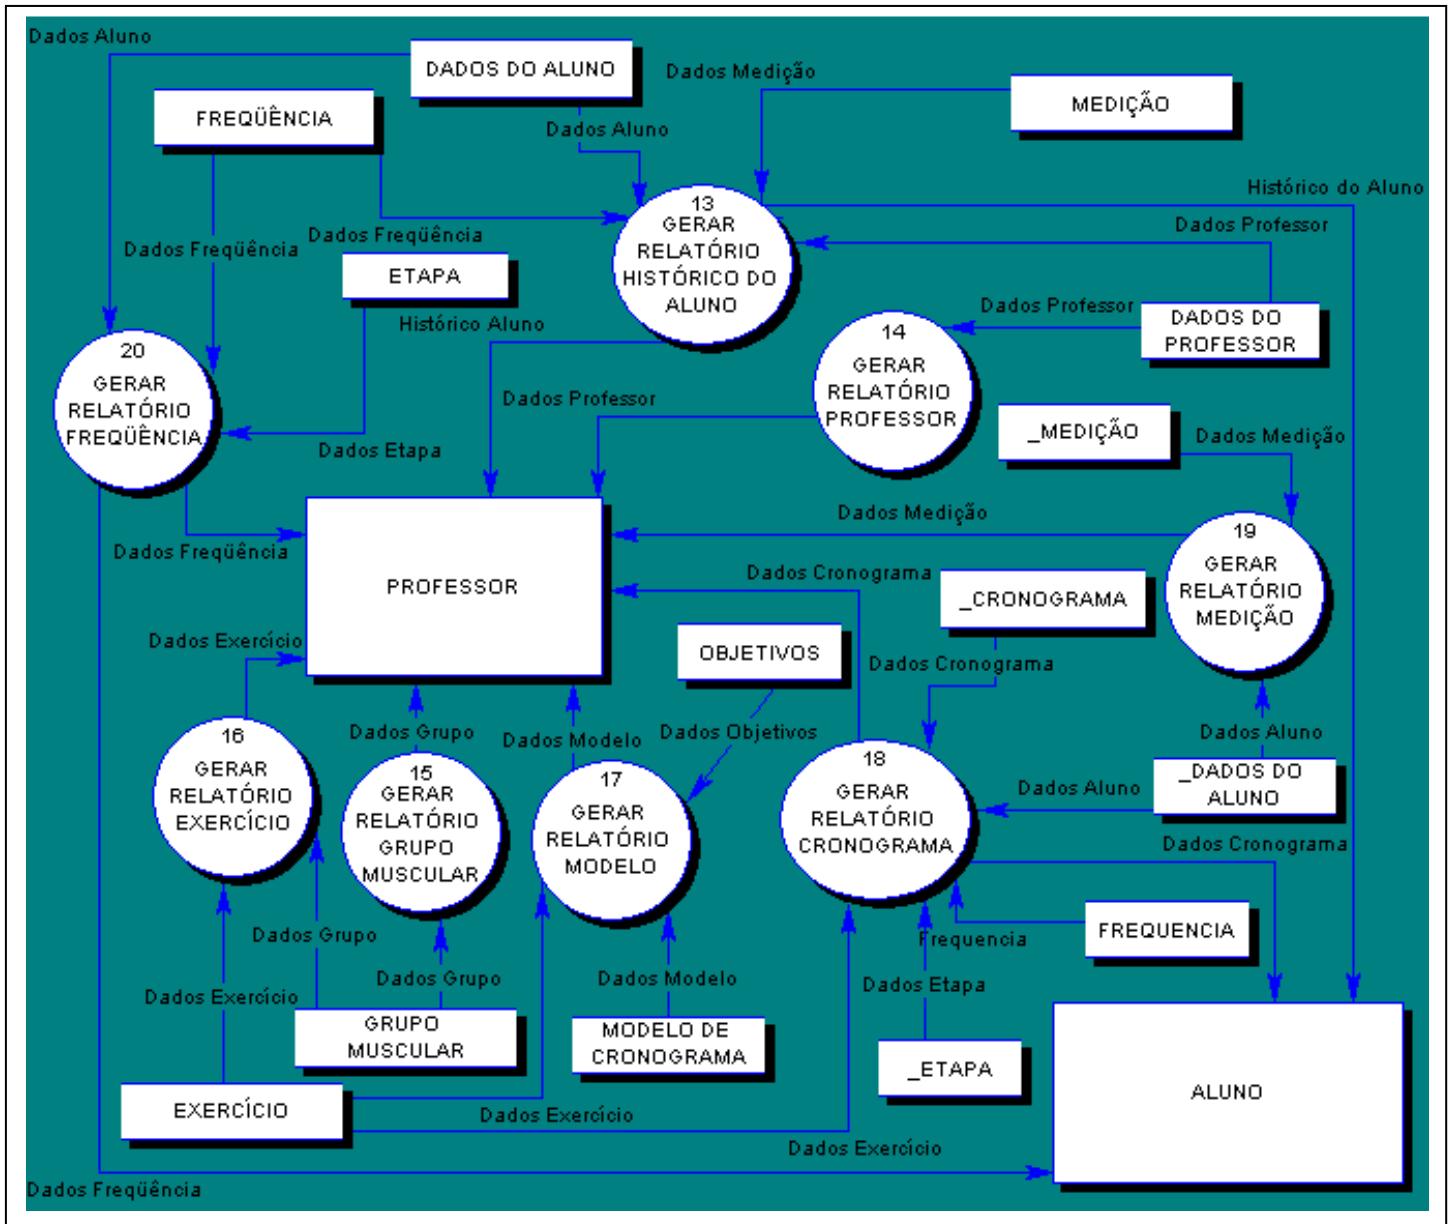 Dados Aluno
DADOS DO ALUNO
Dados Medição
MEDIÇÃO
FREQÜÊNCIA
Dados Aluno
Histórico do Aluno
13
GERAR
RELATÓRIO
HISTÓRICO DO
ALUNO
Dados Professor
Dados Freqüência
Dados Freqüência
ETAPA
Histórico Aluno
Dados Professor
DADOS DO
PROFESSOR
14
GERAR
RELATÓRIO
PROFESSOR
20
GERAR
RELATÓRIO
FREQÜÊNCIA
Dados Professor
_MEDIÇÃO
Dados Medição
Dados Etapa
Dados Medição
19
GERAR
RELATÓRIO
MEDIÇÃO
Dados Freqüência
PROFESSOR
Dados Cronograma
_CRONOGRAMA
Dados Exercício
OBJETIVOS
Dados Cronograma
16
GERAR
RELATÓRIO
EXERCÍCIO
Dados Grupo
Dados Modelo
Dados Objetivos
Dados Aluno
15
GERAR
RELATÓRIO
GRUPO
MUSCULAR
17
GERAR
RELATÓRIO
MODELO
18
GERAR
RELATÓRIO
CRONOGRAMA
Dados Aluno
_DADOS DO
ALUNO
Dados Cronograma
Dados Grupo
Frequencia
FREQUENCIA
Dados Exercício
Dados Grupo
Dados Modelo
Dados Etapa
GRUPO
MUSCULAR
MODELO DE
CRONOGRAMA
_ETAPA
ALUNO
EXERCÍCIO
Dados Exercício
Dados Exercício
Dados Freqüência